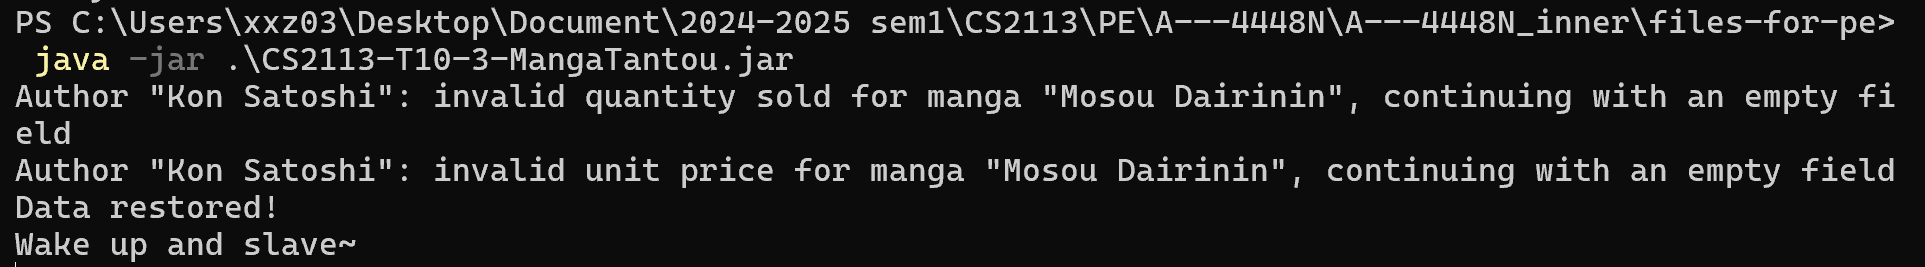 PS C:\Users\xxz03\Desktop\Document\2024-2025 sem1\CS2113\PE\A---4448N\A---4448N_inner\files-for-pe>
java -jar .\CS2113-T10-3-MangaTantou.jar
Author "Kon Satoshi": invalid quantity sold for manga "Mosou Dairinin", continuing with an empty fi
eld
Author "Kon Satoshi": invalid unit price for manga "Mosou Dairinin", continuing with an empty field
Data restored!
Wake up and slave~